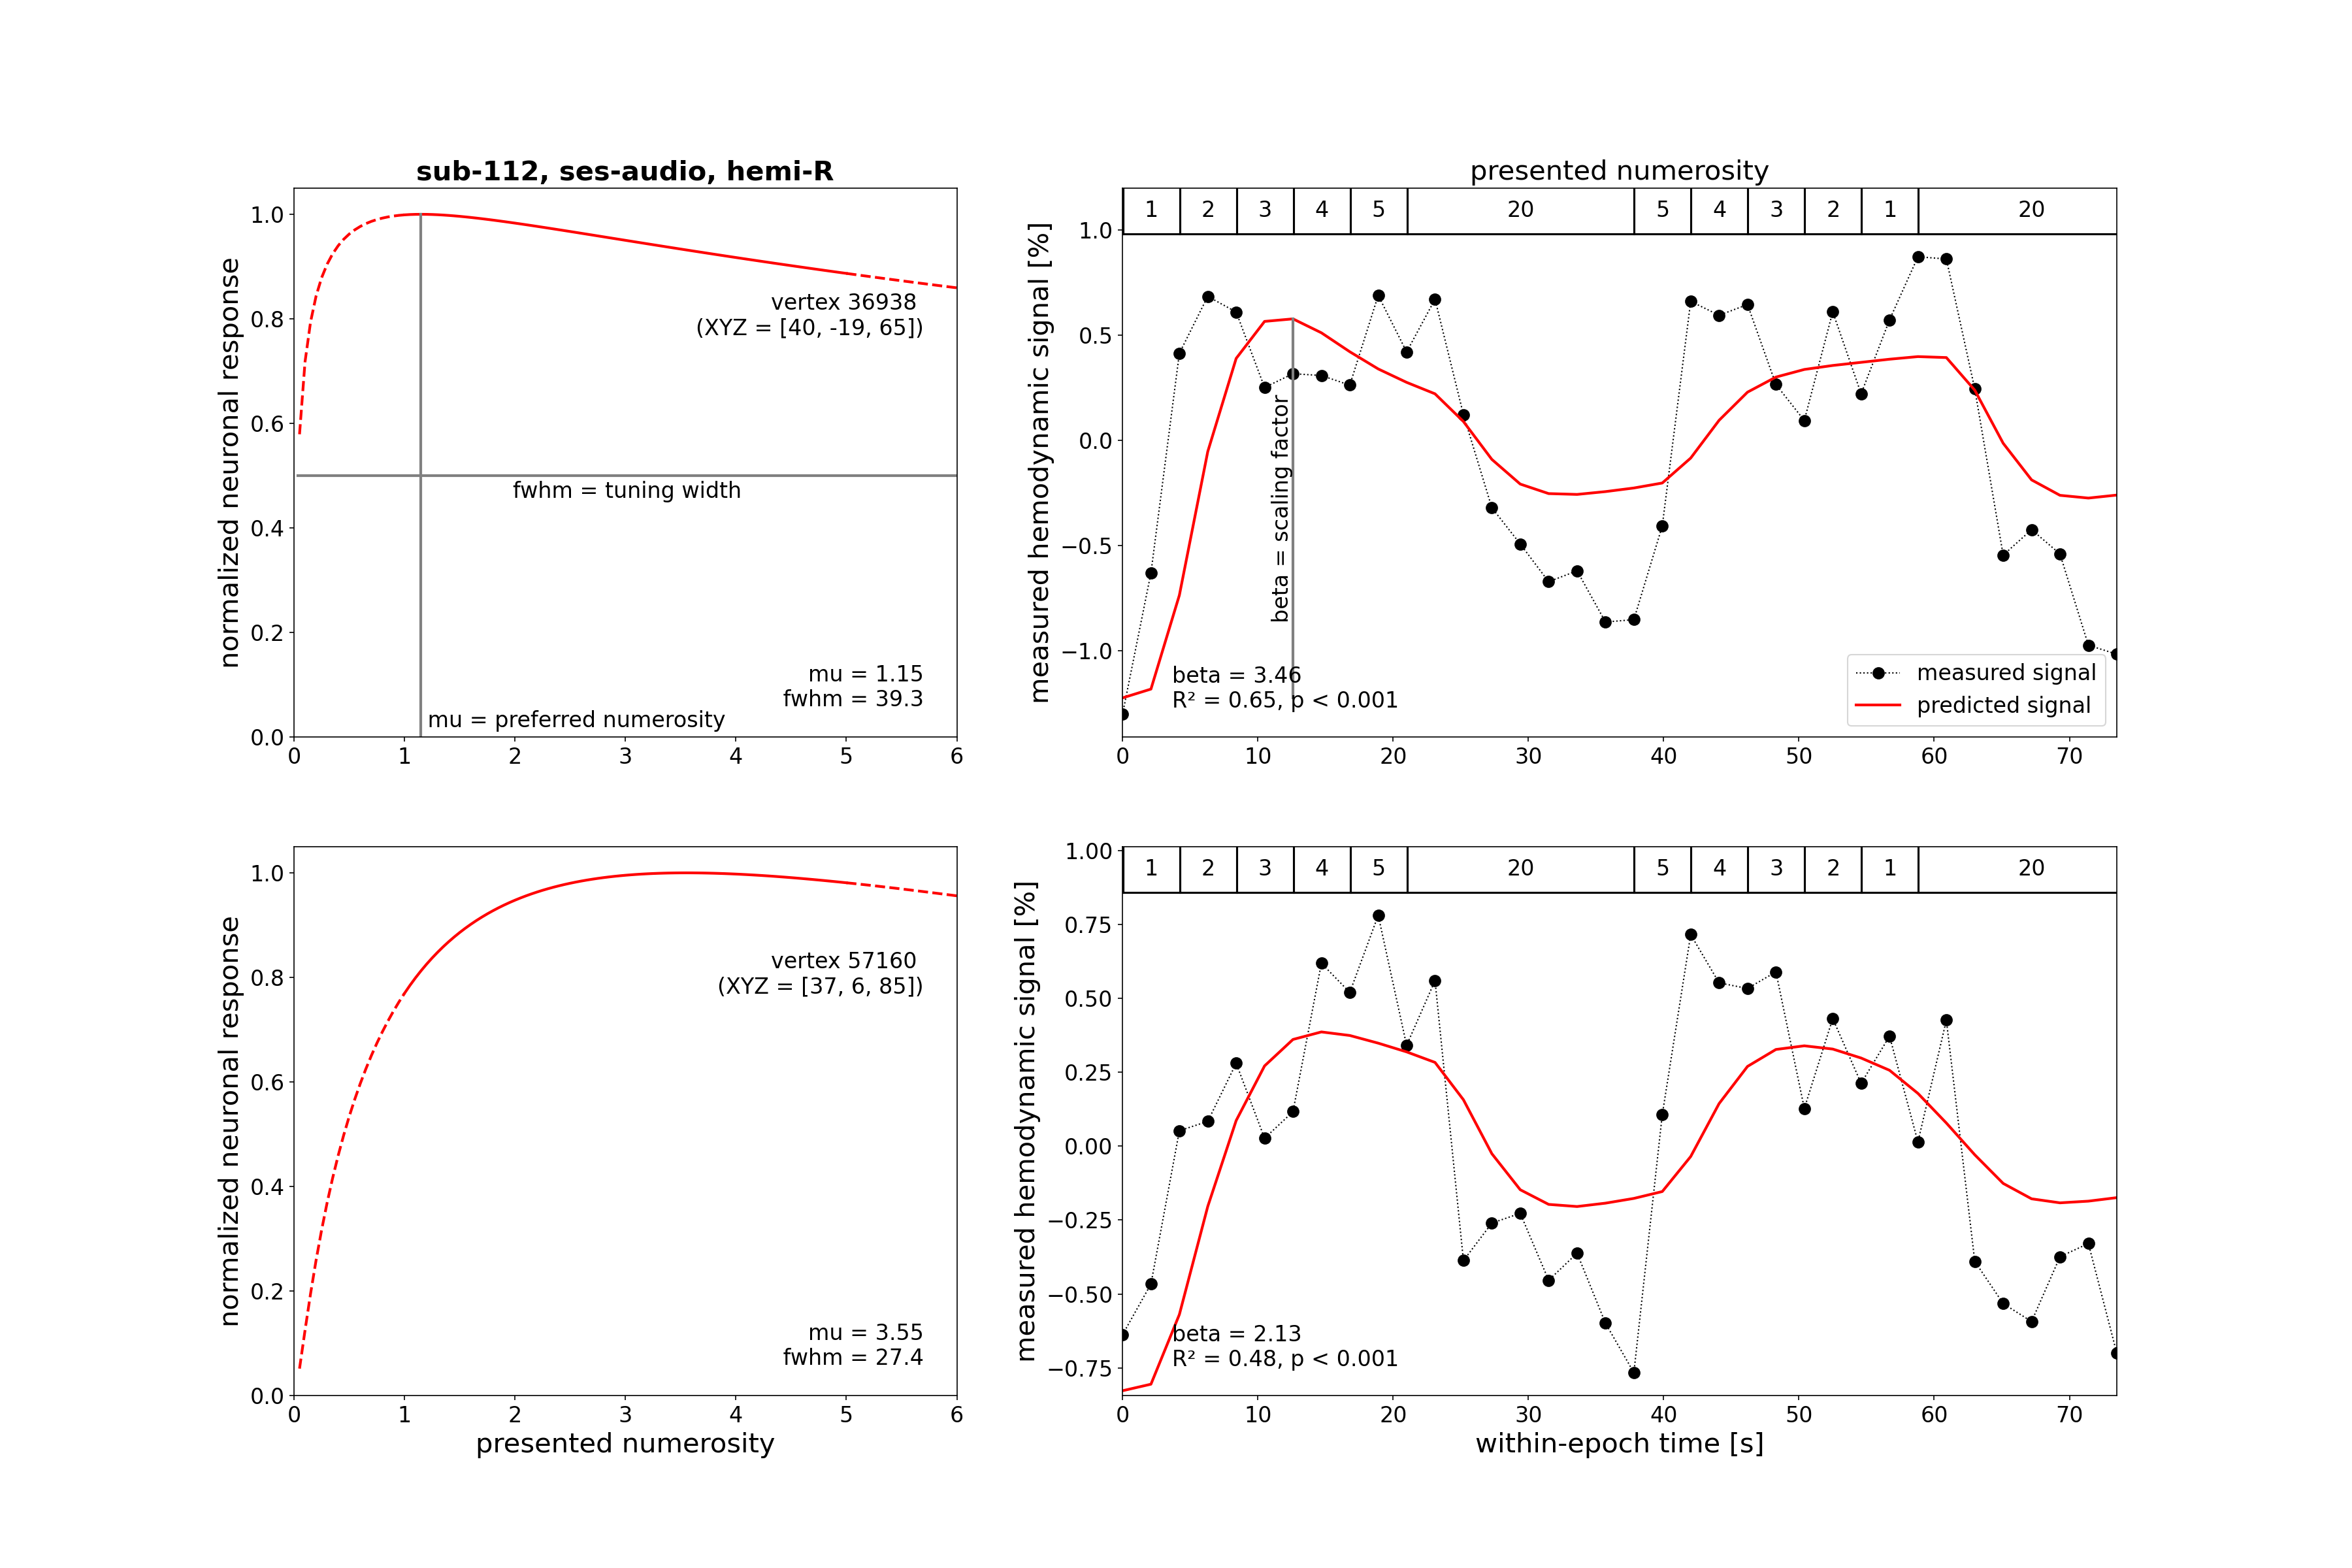 sub-112, ses-audio, hemi-R
normalized neuronal response
1.0
0.8
0.6
0.4
0.2
0.0
vertex 36938
(XYZ = [40, -19, 65])
fwhm = tuning width
mu = 1.15
fwhm = 39.3
mu = preferred numerosity
0 1 2 3 4 5 6
presented numerosity
1 2 3 4 5 20 5 4 3 2 1 20
measured hemodynamic signal [%]
1.0
0.5
0.0
−0.5
−1.0
beta = scaling factor
beta = 3.46
R² = 0.65, p < 0.001
measured signal
predicted signal
0 10 20 30 40 50 60 70
normalized neuronal response
1.0
0.8
0.6
0.4
0.2
0.0
vertex 57160
(XYZ = [37, 6, 85])
mu = 3.55
fwhm = 27.4
0 1 2 3 4 5 6
presented numerosity
1 2 3 4 5 20 5 4 3 2 1 20
measured hemodynamic signal [%]
1.00
0.75
0.50
0.25
0.00
−0.25
−0.50
−0.75
beta = 2.13
R² = 0.48, p < 0.001
0 10 20 30 40 50 60 70
within-epoch time [s]